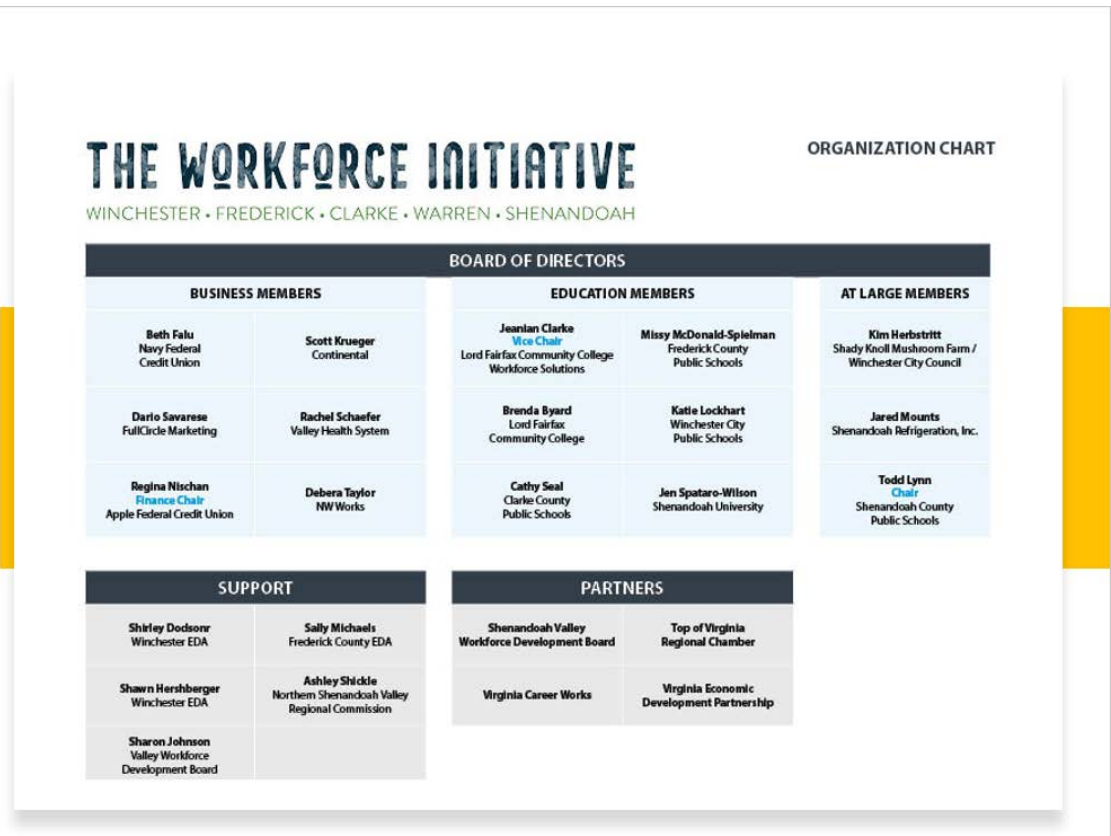 THE WORKFORCE INITIATIVE
ORGANIZATION CHART
WINCHESTER • FREDERICK • CLARKE • WARREN • SHENANDOAH
BOARD OF DIRECTORS
BUSINESS MEMBERS
Beth Falu
Navy Federal
Credit Union
Scott Krueger
Continental
Dario Savarese
FullCircle Marketing
Rachel Schaefer
Valley Health System
Regina Nischan
Finance Chair
Apple Federal Credit Union
Debera Taylor
NW Works
EDUCATION MEMBERS
Jeanian Clarke
Vice Chair
Lord Fairfax Community College
Workforce Solutions
Missy McDonald-Spielman
Frederick County
Public Schools
Brenda Byard
Lord Fairfax
Community College
Katie Lockhart
Winchester City
Public Schools
Cathy Seal
Clarke County
Public Schools
Jen Spataro-Wilson
Shenandoah University
AT LARGE MEMBERS
Kim Herbstritt
Shady Knoll Mushroom Farm /
Winchester City Council
Jared Mounts
Shenandoah Refrigeration, Inc.
Todd Lynn
Chair
Shenandoah County
Public Schools
SUPPORT
Shirley Dodsonr
Winchester EDA
Sally Michaels
Frederick County EDA
Shawn Hershberger
Winchester EDA
Ashley Shickle
Northern Shenandoah Valley
Regional Commission
Sharon Johnson
Valley Workforce
Development Board
PARTNERS
Shenandoah Valley
Workforce Development Board
Top of Virginia
Regional Chamber
Virginia Career Works
Virginia Economic
Development Partnership